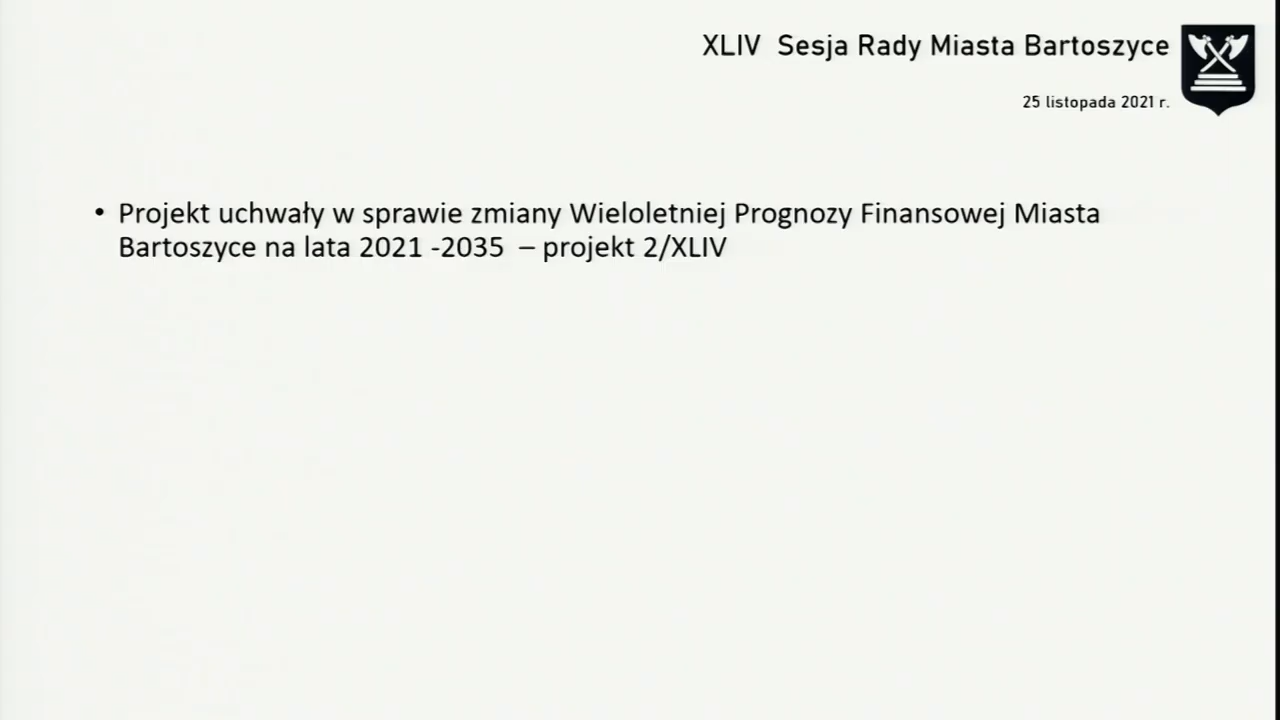 XLIV  Sesja Rady Miasta Bartoszyce
25 listopada 2021 r.
• Projekt uchwały w sprawie zmiany Wieloletniej Prognozy Finansowej Miasta
Bartoszyce na lata 2021 -2035  – projekt 2/XLIV